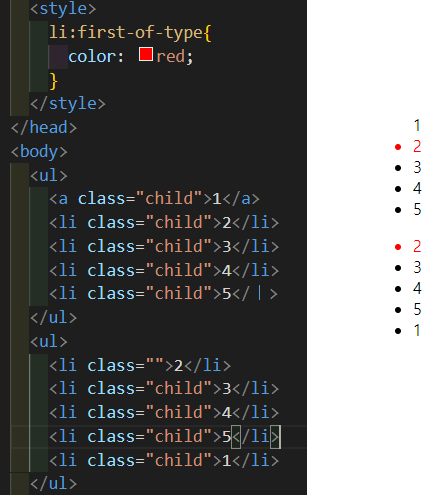 <style>
li:first-of-type{
color: red;
}
</style>
</head>
<body>
<ul>
<a class="child">1</a>
<li class="child">2</li>
<li class="child">3</li>
<li class="child">4</li>
<li class="child">5</ | >
</ul>
<ul>
<li class="">2</li>
<li class="child">3</li>
<li class="child">4</li>
<li class="child">5</li>
<li class="child">1</li>
</ul>
1
2
3
4
5
2
3
4
5
1